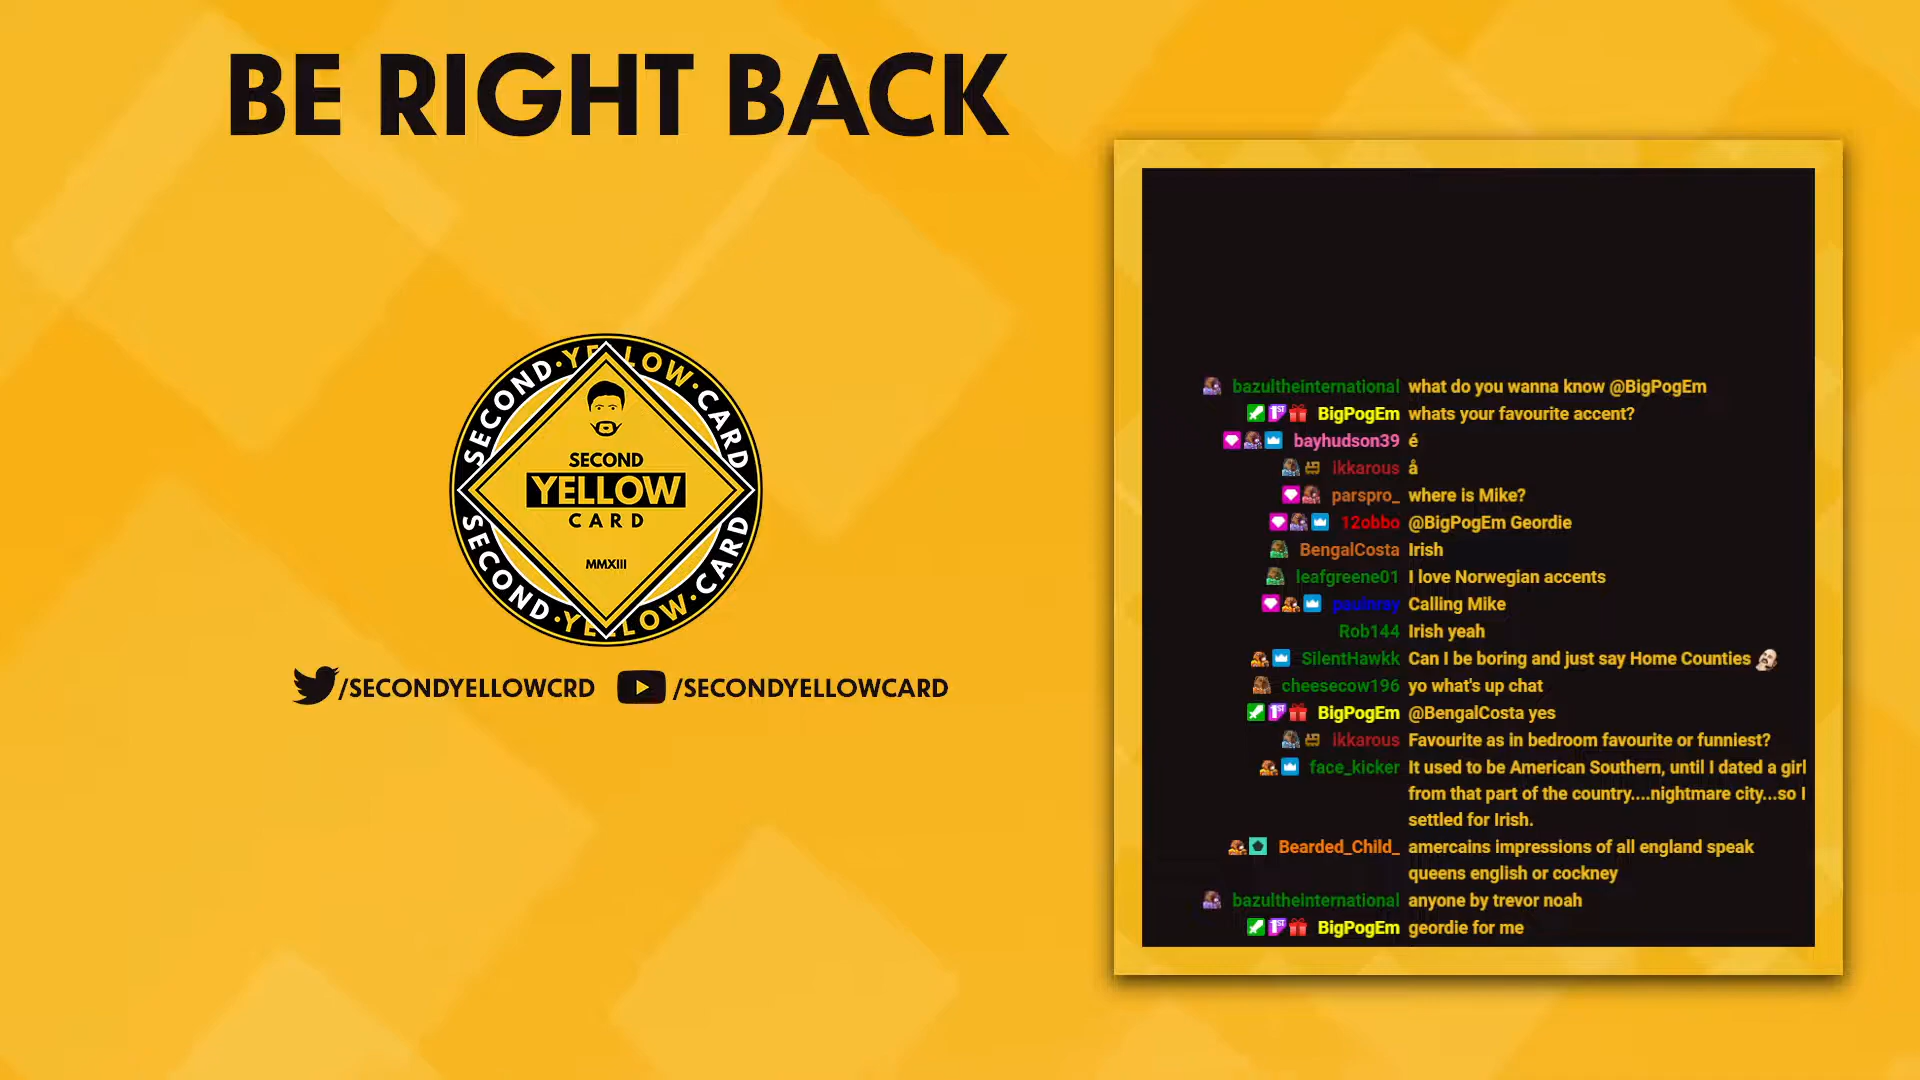 BE RIGHT BACK
SECOND·YELLOW·CARD
SECOND
YELLOW
CARD
MMXIII
SECOND·YELLOW·CARD
/SECONDYELLOWCRD /SECONDYELLOWCARD
bazultheinternational what do you wanna know @BigPogEm
BigPogEm whats your favourite accent?
bayhudson39 é
ikkarous å
parspro_ where is Mike?
12obbo @BigPogEm Geordie
BengalCosta Irish
leafgreene01 I love Norwegian accents
paulnray Calling Mike
Rob144 Irish yeah
SilentHawkk Can I be boring and just say Home Counties
cheesecow196 yo what's up chat
BigPogEm @BengalCosta yes
ikkarous Favourite as in bedroom favourite or funniest?
face_kicker It used to be American Southern, until I dated a girl
from that part of the country....nightmare city...so I
settled for Irish.
Bearded_Child_ amercains impressions of all england speak
queens english or cockney
bazultheinternational anyone by trevor noah
BigPogEm geordie for me